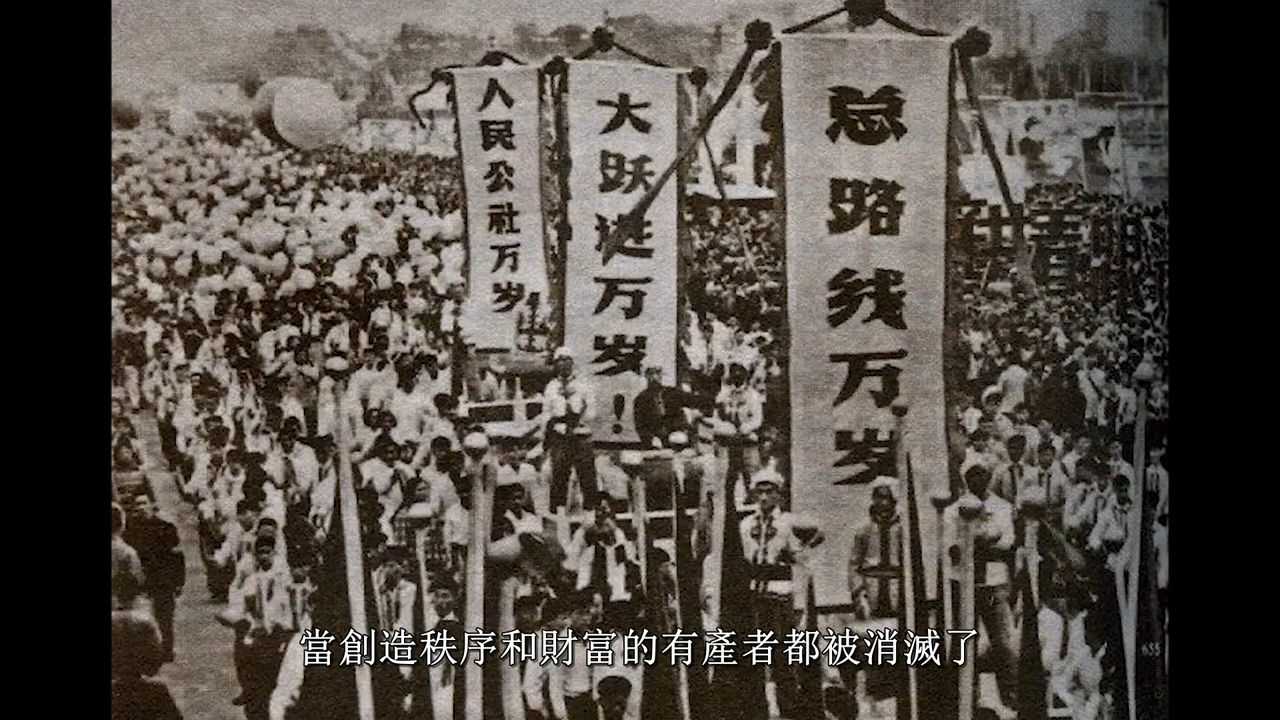 总路线万岁
大跃进万岁！
人民公社万岁
當創造秩序和財富的有產者都被消滅了